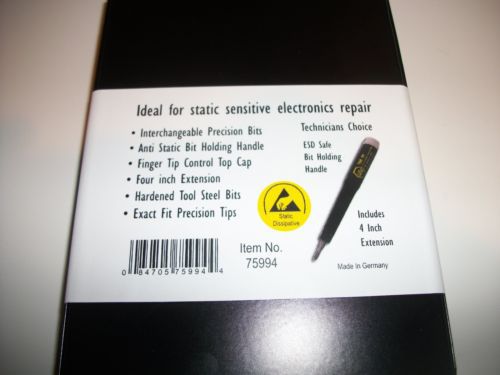 Ideal for static sensitive electronics repair
• Interchangeable Precision Bits
• Anti Static Bit Holding Handle
• Finger Tip Control Top Cap
• Four inch Extension
• Hardened Tool Steel Bits
• Exact Fit Precision Tips
Technicians Choice
ESD Safe
Bit Holding
Handle
Static
Dissipative
Includes
4 Inch
Extension
0 84705 75994 4
Item No.
75994
Made In Germany